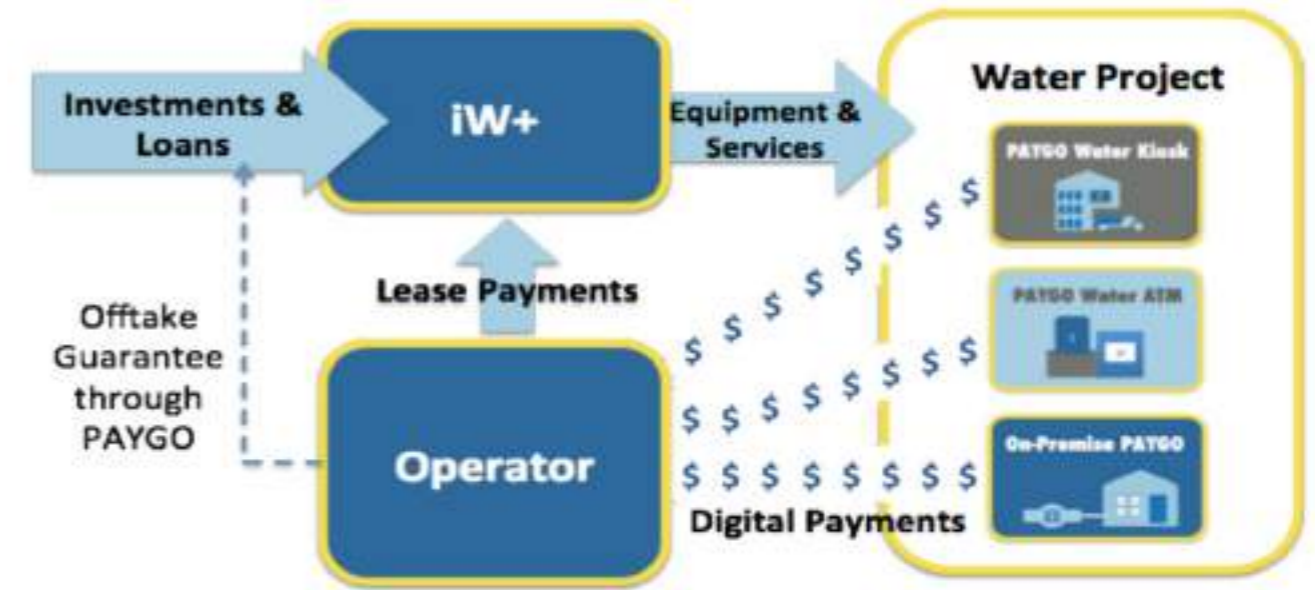 Investments &
Loans
iW+
Equipment &
Services
Water Project
PAYGO Water Kiosk
PAYGO Water ATM
On-Premise PAYGO
Lease Payments
Offtake
Guarantee
through
PAYGO
Operator
$ $ $ $ $ $ $ $
$ $ $ $ $ $ $ $
$ $ $ $ $ $ $ $
Digital Payments